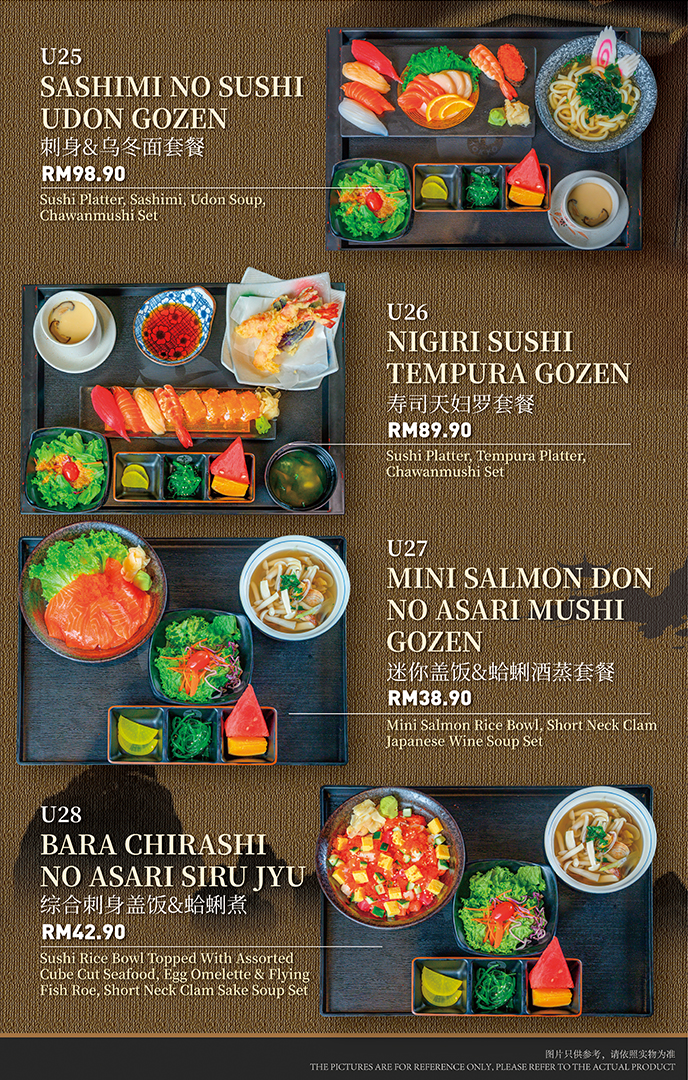 U25
SASHIMI NO SUSHI
UDON GOZEN
刺身&乌冬面套餐
RM98.90
Sushi Platter, Sashimi, Udon Soup,
Chawanmushi Set
U26
NIGIRI SUSHI
TEMPURA GOZEN
寿司天妇罗套餐
RM89.90
Sushi Platter, Tempura Platter,
Chawanmushi Set
U27
MINI SALMON DON
NO ASARI MUSHI
GOZEN
迷你盖饭&蛤蜊酒蒸套餐
RM38.90
Mini Salmon Rice Bowl, Short Neck Clam
Japanese Wine Soup Set
U28
BARA CHIRASHI
NO ASARI SIRU JYU
综合刺身盖饭&蛤蜊煮
RM42.90
Sushi Rice Bowl Topped With Assorted
Cube Cut Seafood, Egg Omelette & Flying
Fish Roe, Short Neck Clam Sake Soup Set
图片只供参考，请依照实物为准
THE PICTURES ARE FOR REFERENCE ONLY, PLEASE REFER TO THE ACTUAL PRODUCT